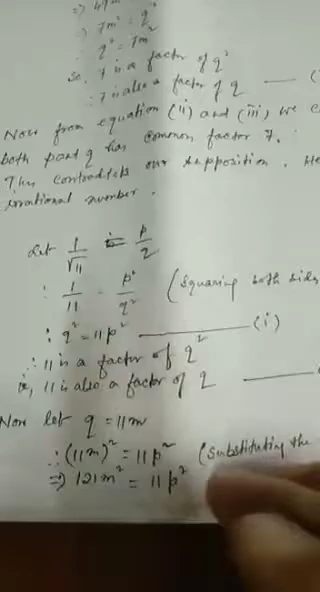 ⇒ 49m
⇒ 7m² = q²
∴ q² = 7m²
So, 7 is a factor of q²
∴ 7 is also a factor of q —— (
Now from equation (ii) and (iii), we c
both p and q has common factor 7.
This contradicts our supposition. He
irrational number.
Let 1/√11 = p/q
∴ 1/11 = p²/q² (Squaring both side
∴ q² = 11p² —— (i)
∴ 11 is a factor of q²
ie, 11 is also a factor of q ——
Now let q = 11m
∴ (11m)² = 11p² (Substituting the
⇒ 121m² = 11p²